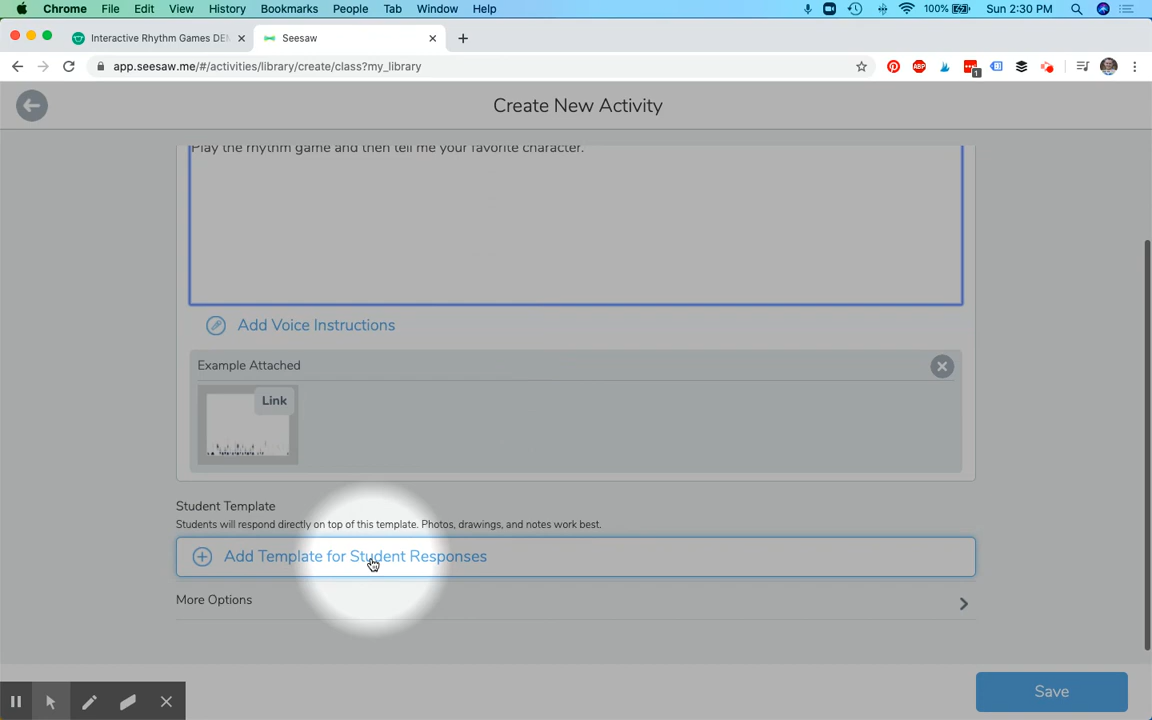 Chrome File Edit View History Bookmarks People Tab Window Help 100% Sun 2:30 PM
Interactive Rhythm Games DEM Seesaw
app.seesaw.me/#/activities/library/create/class?my_library
ABP 1
Create New Activity
Play the rhythm game and then tell me your favorite character.
Add Voice Instructions
Example Attached
Link
Student Template
Students will respond directly on top of this template. Photos, drawings, and notes work best.
Add Template for Student Responses
More Options
Save